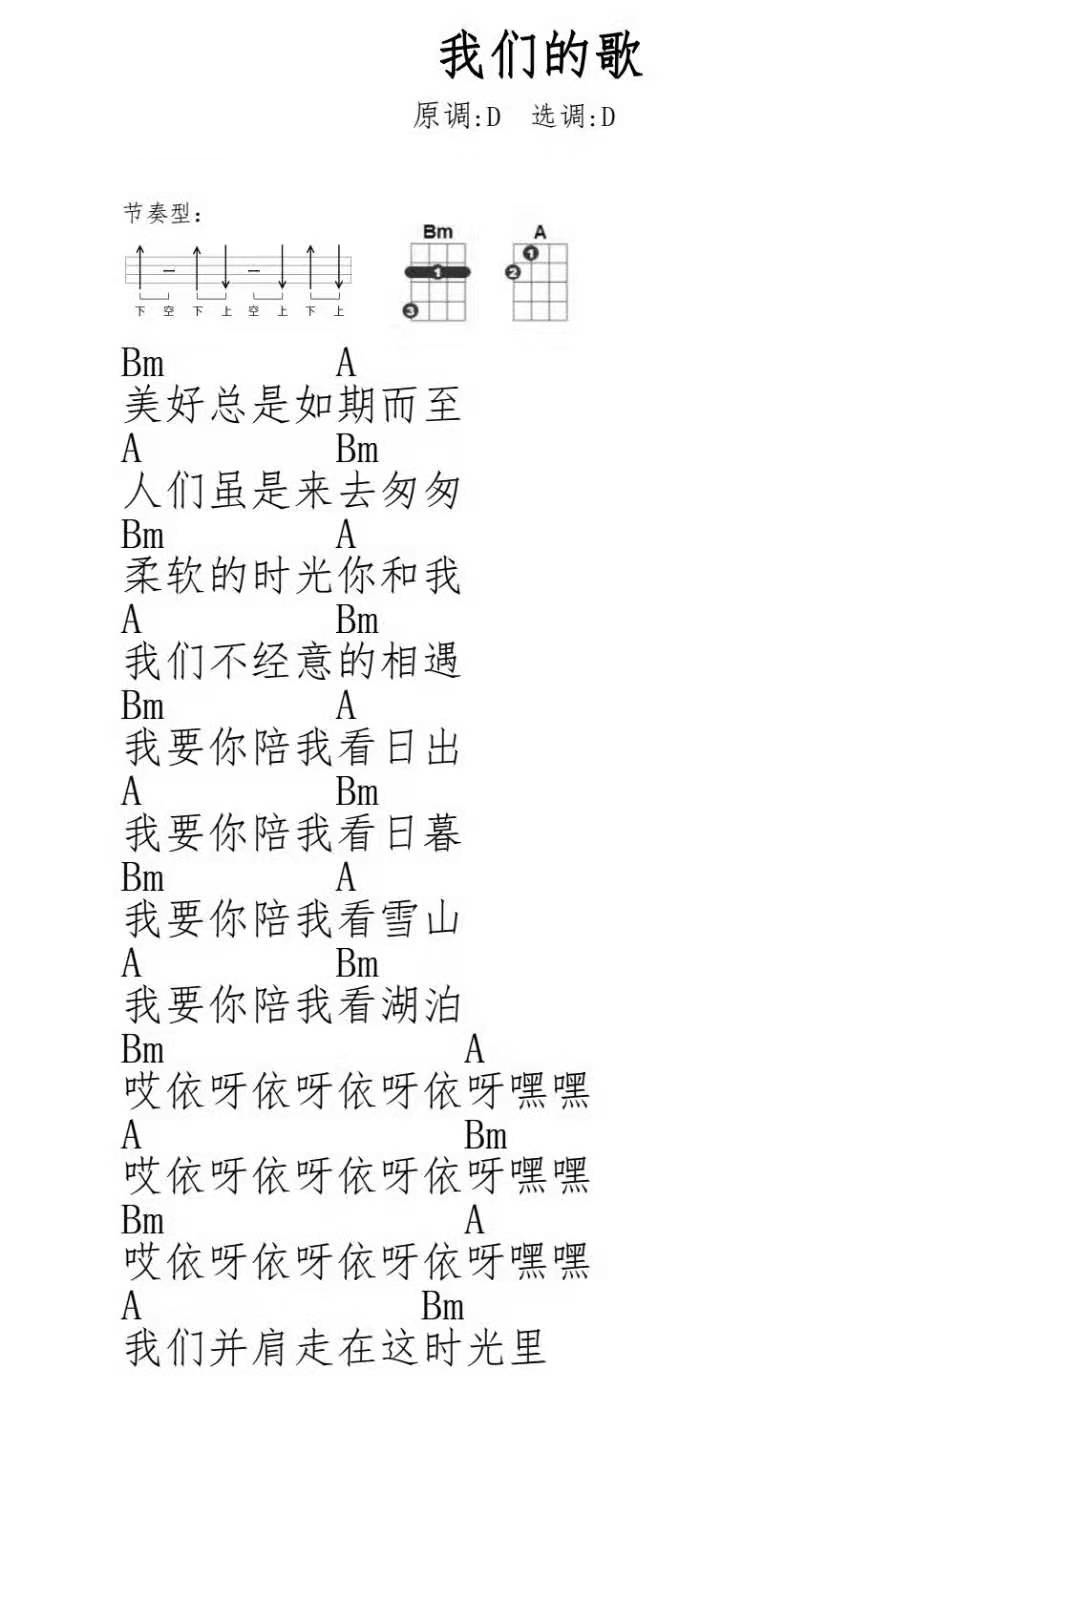 我们的歌
原调:D 选调:D
节奏型:
Bm A
1 1
3 2
下 空 下 上 空 上 下 上
Bm A
美好总是如期而至
A Bm
人们虽是来去匆匆
Bm A
柔软的时光你和我
A Bm
我们不经意的相遇
Bm A
我要你陪我看日出
A Bm
我要你陪我看日暮
Bm A
我要你陪我看雪山
A Bm
我要你陪我看湖泊
Bm A
哎依呀依呀依呀依呀嘿嘿
A Bm
哎依呀依呀依呀依呀嘿嘿
Bm A
哎依呀依呀依呀依呀嘿嘿
A Bm
我们并肩走在这时光里